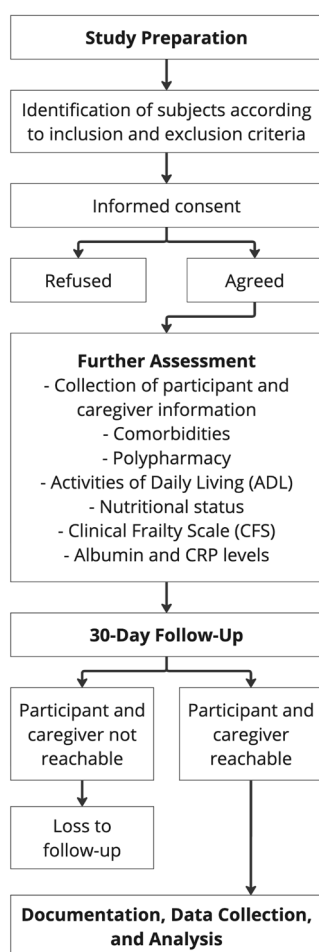 Study Preparation
Identification of subjects according
to inclusion and exclusion criteria
Informed consent
Refused
Agreed
Further Assessment
- Collection of participant and
caregiver information
- Comorbidities
- Polypharmacy
- Activities of Daily Living (ADL)
- Nutritional status
- Clinical Frailty Scale (CFS)
- Albumin and CRP levels
30-Day Follow-Up
Participant and
caregiver not
reachable
Participant and
caregiver
reachable
Loss to
follow-up
Documentation, Data Collection,
and Analysis